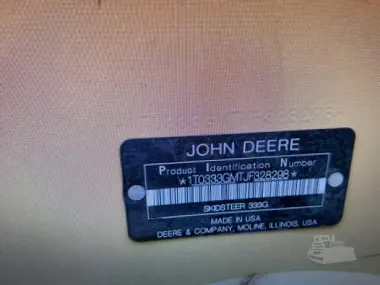 JOHN DEERE
Product Identification Number
*1T0333GMTJF328298*
SKIDSTEER 333G
MADE IN USA
DEERE & COMPANY, MOLINE, ILLINOIS, USA